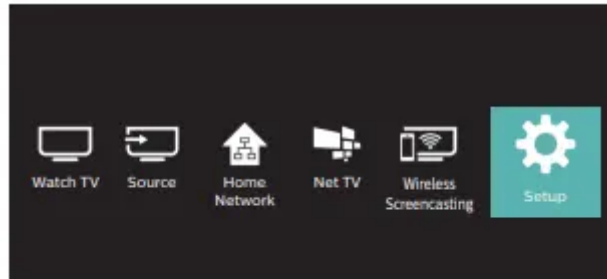 Watch TV
Source
Home
Network
Net TV
Wireless
Screencasting
Setup